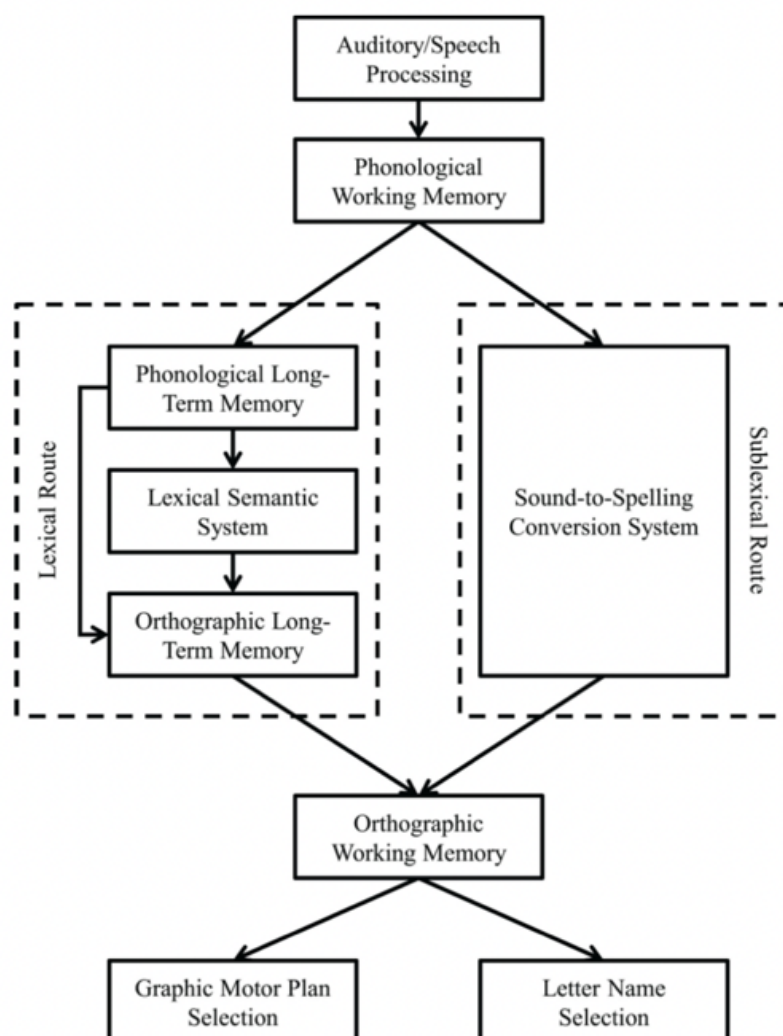 Auditory/Speech
Processing
Phonological
Working Memory
Phonological Long-
Term Memory
Lexical Semantic
System
Orthographic Long-
Term Memory
Lexical Route
Sound-to-Spelling
Conversion System
Sublexical Route
Orthographic
Working Memory
Graphic Motor Plan
Selection
Letter Name
Selection